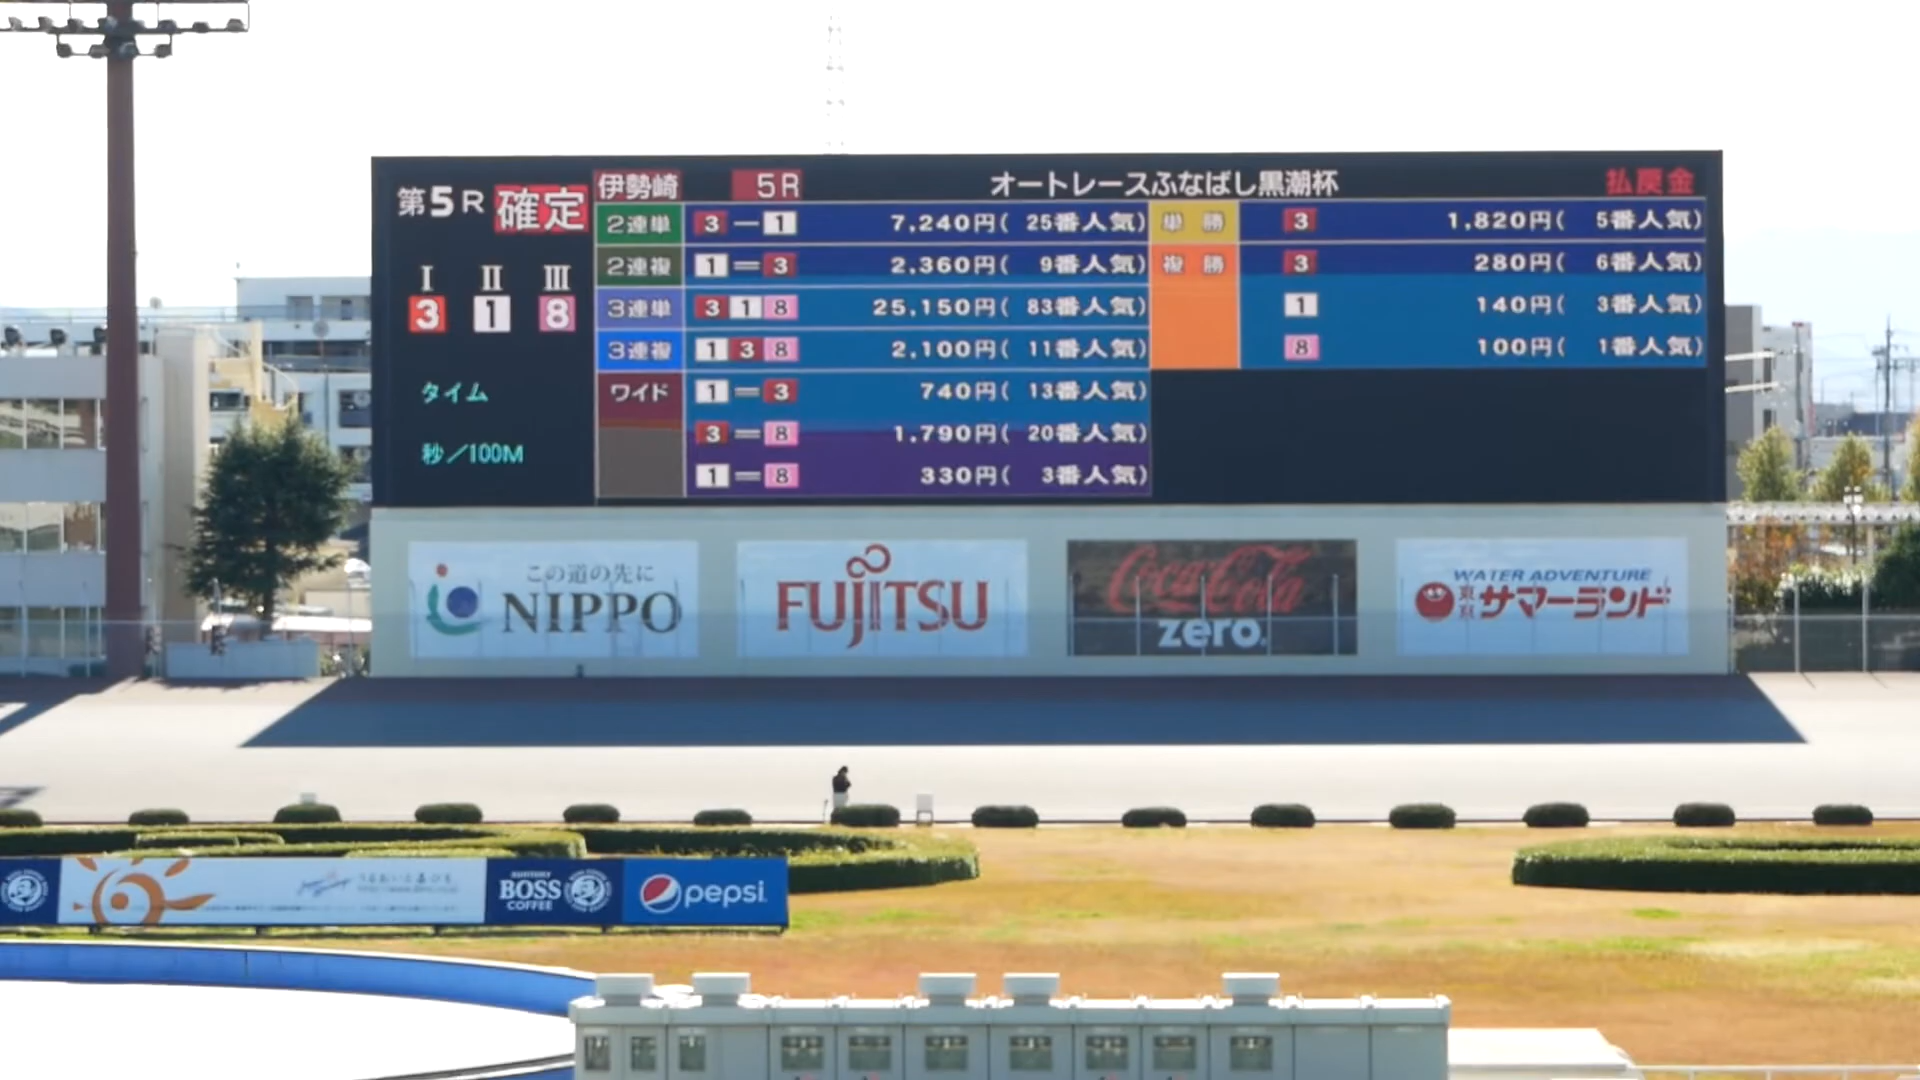 第5R 確定
伊勢崎 5R オートレースふなばし黒潮杯 払戻金
I II III
3 1 8
タイム
秒/100M
2連単 3-1 7,240円( 25番人気)
2連複 1=3 2,360円( 9番人気)
3連単 3 1 8 25,150円( 83番人気)
3連複 1 3 8 2,100円( 11番人気)
ワイド 1=3 740円( 13番人気)
3=8 1,790円( 20番人気)
1=8 330円( 3番人気)
単勝 3 1,820円( 5番人気)
複勝 3 280円( 6番人気)
1 140円( 3番人気)
8 100円( 1番人気)
この道の先に
NIPPO
FUJITSU
Coca-Cola
zero
WATER ADVENTURE
東京サマーランド
SUNTORY
BOSS
COFFEE
pepsi